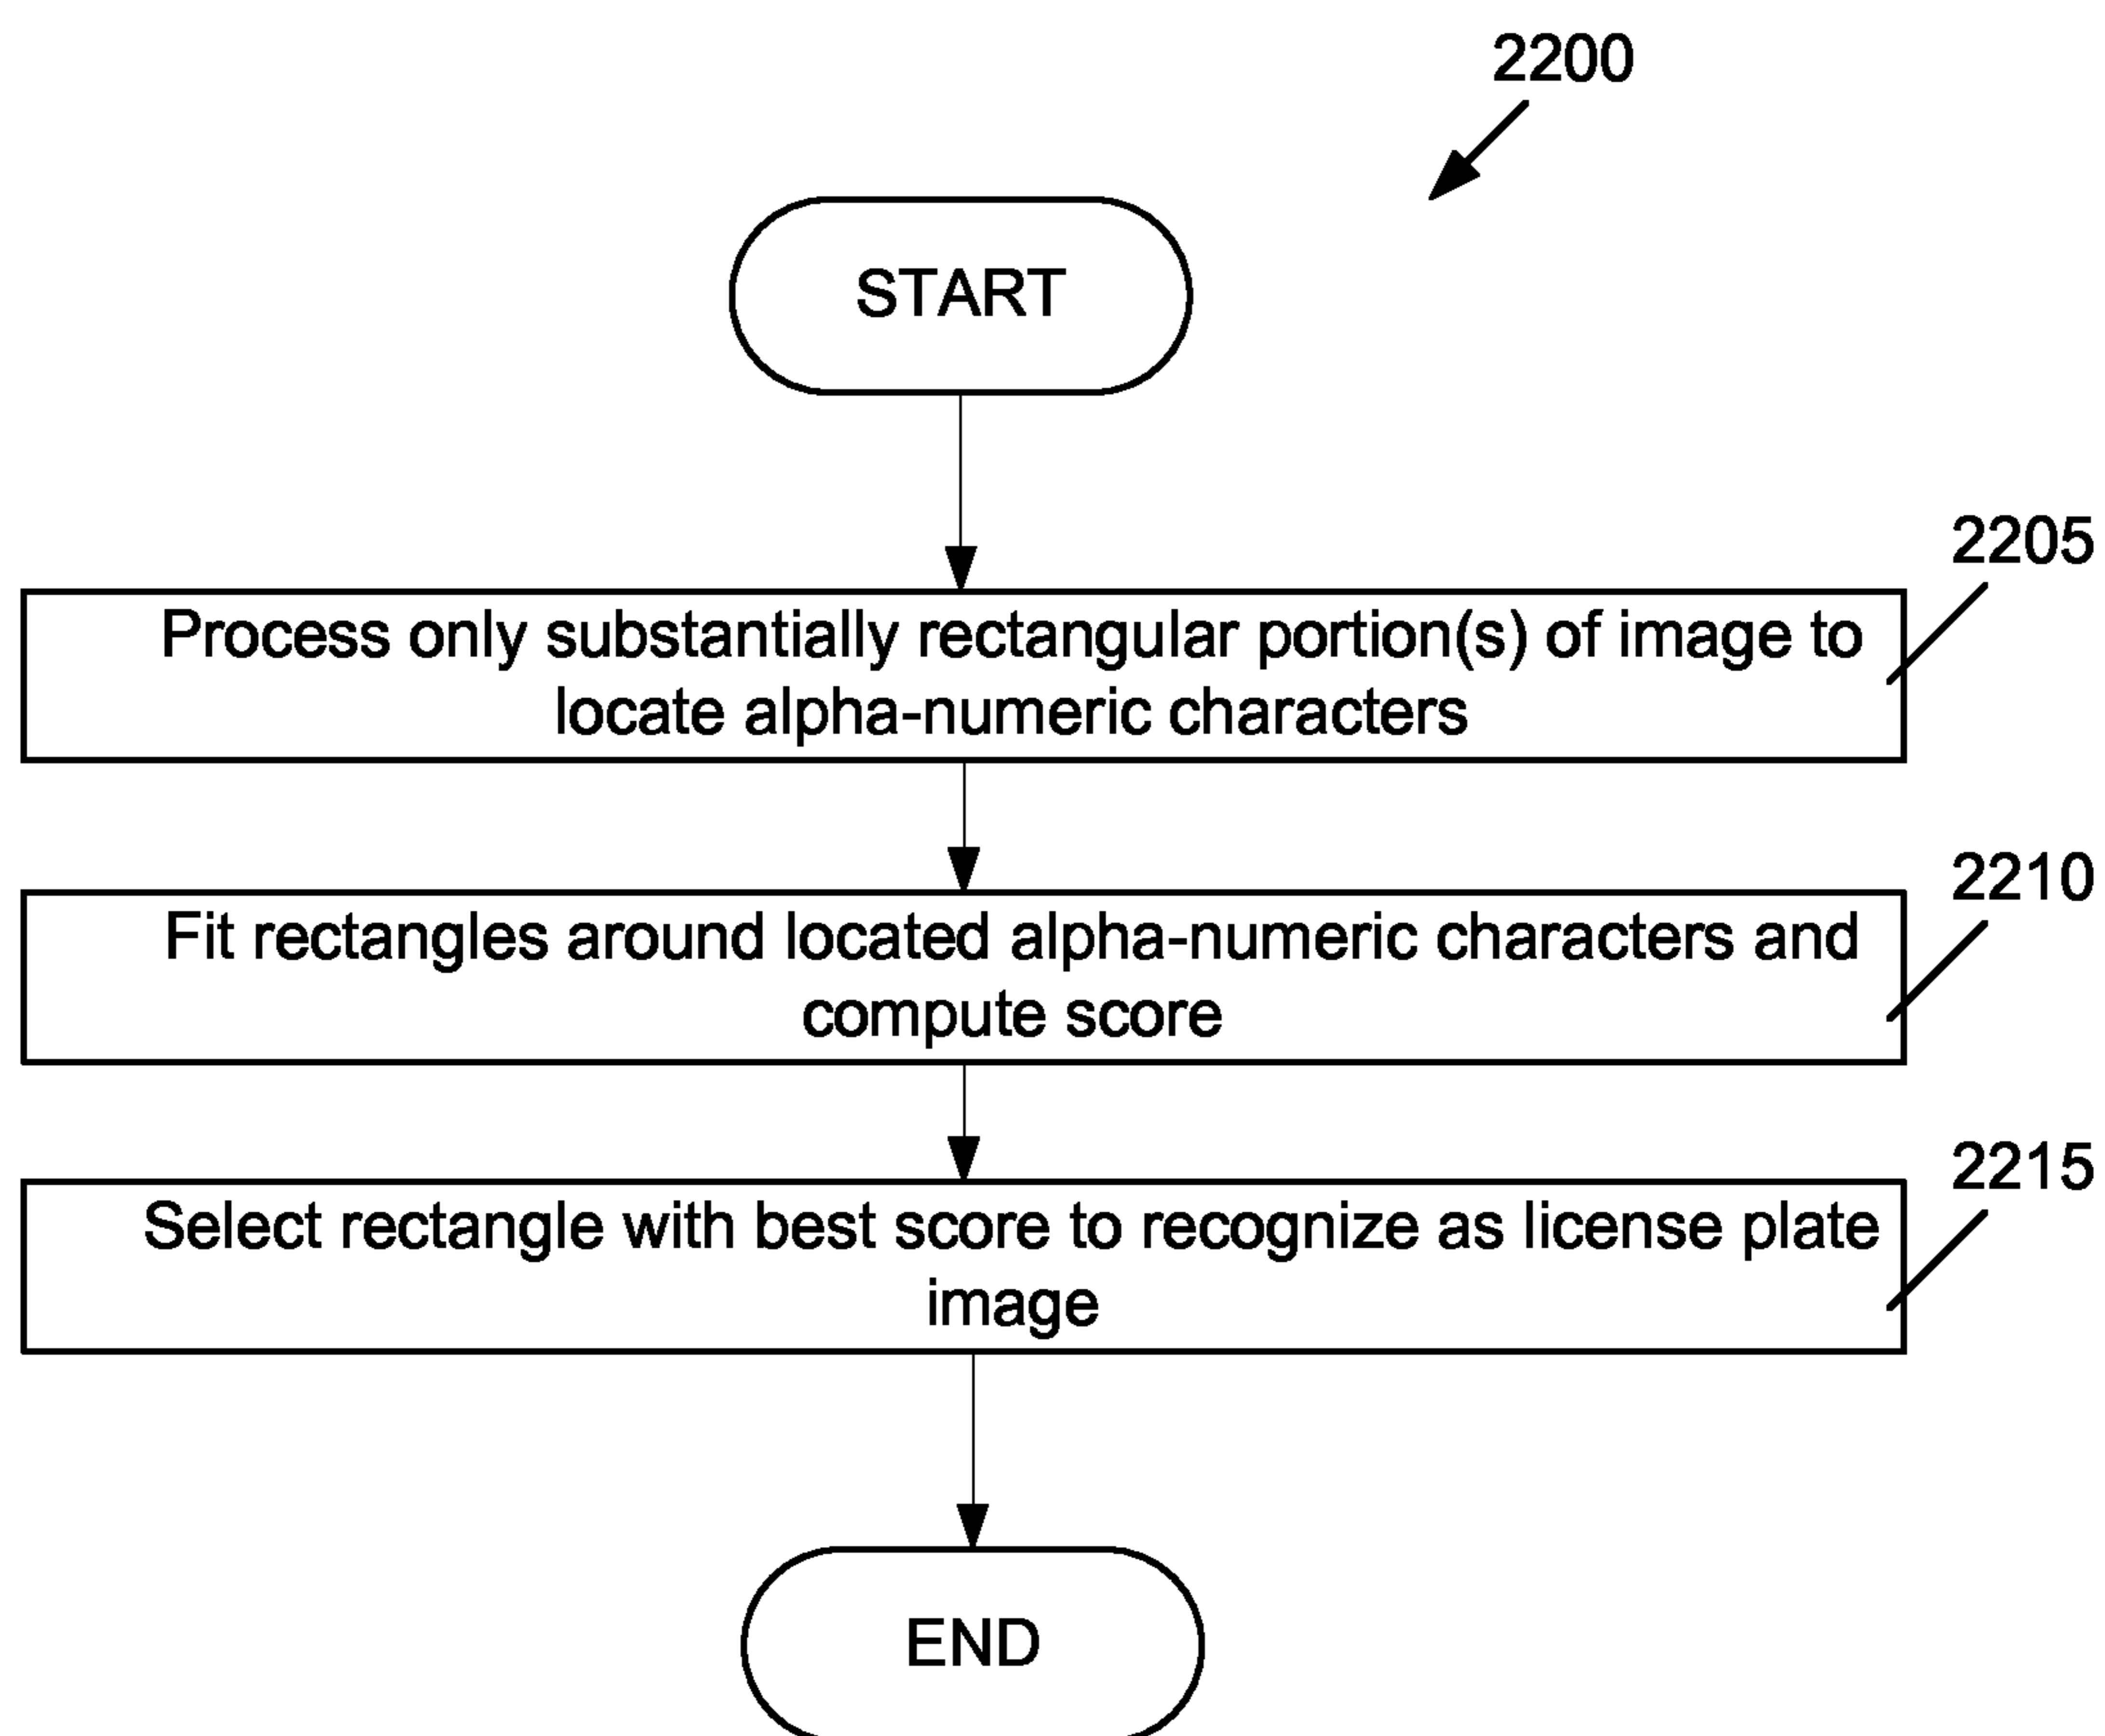 2200
START
2205
Process only substantially rectangular portion(s) of image to
locate alpha-numeric characters
2210
Fit rectangles around located alpha-numeric characters and
compute score
2215
Select rectangle with best score to recognize as license plate
image
END